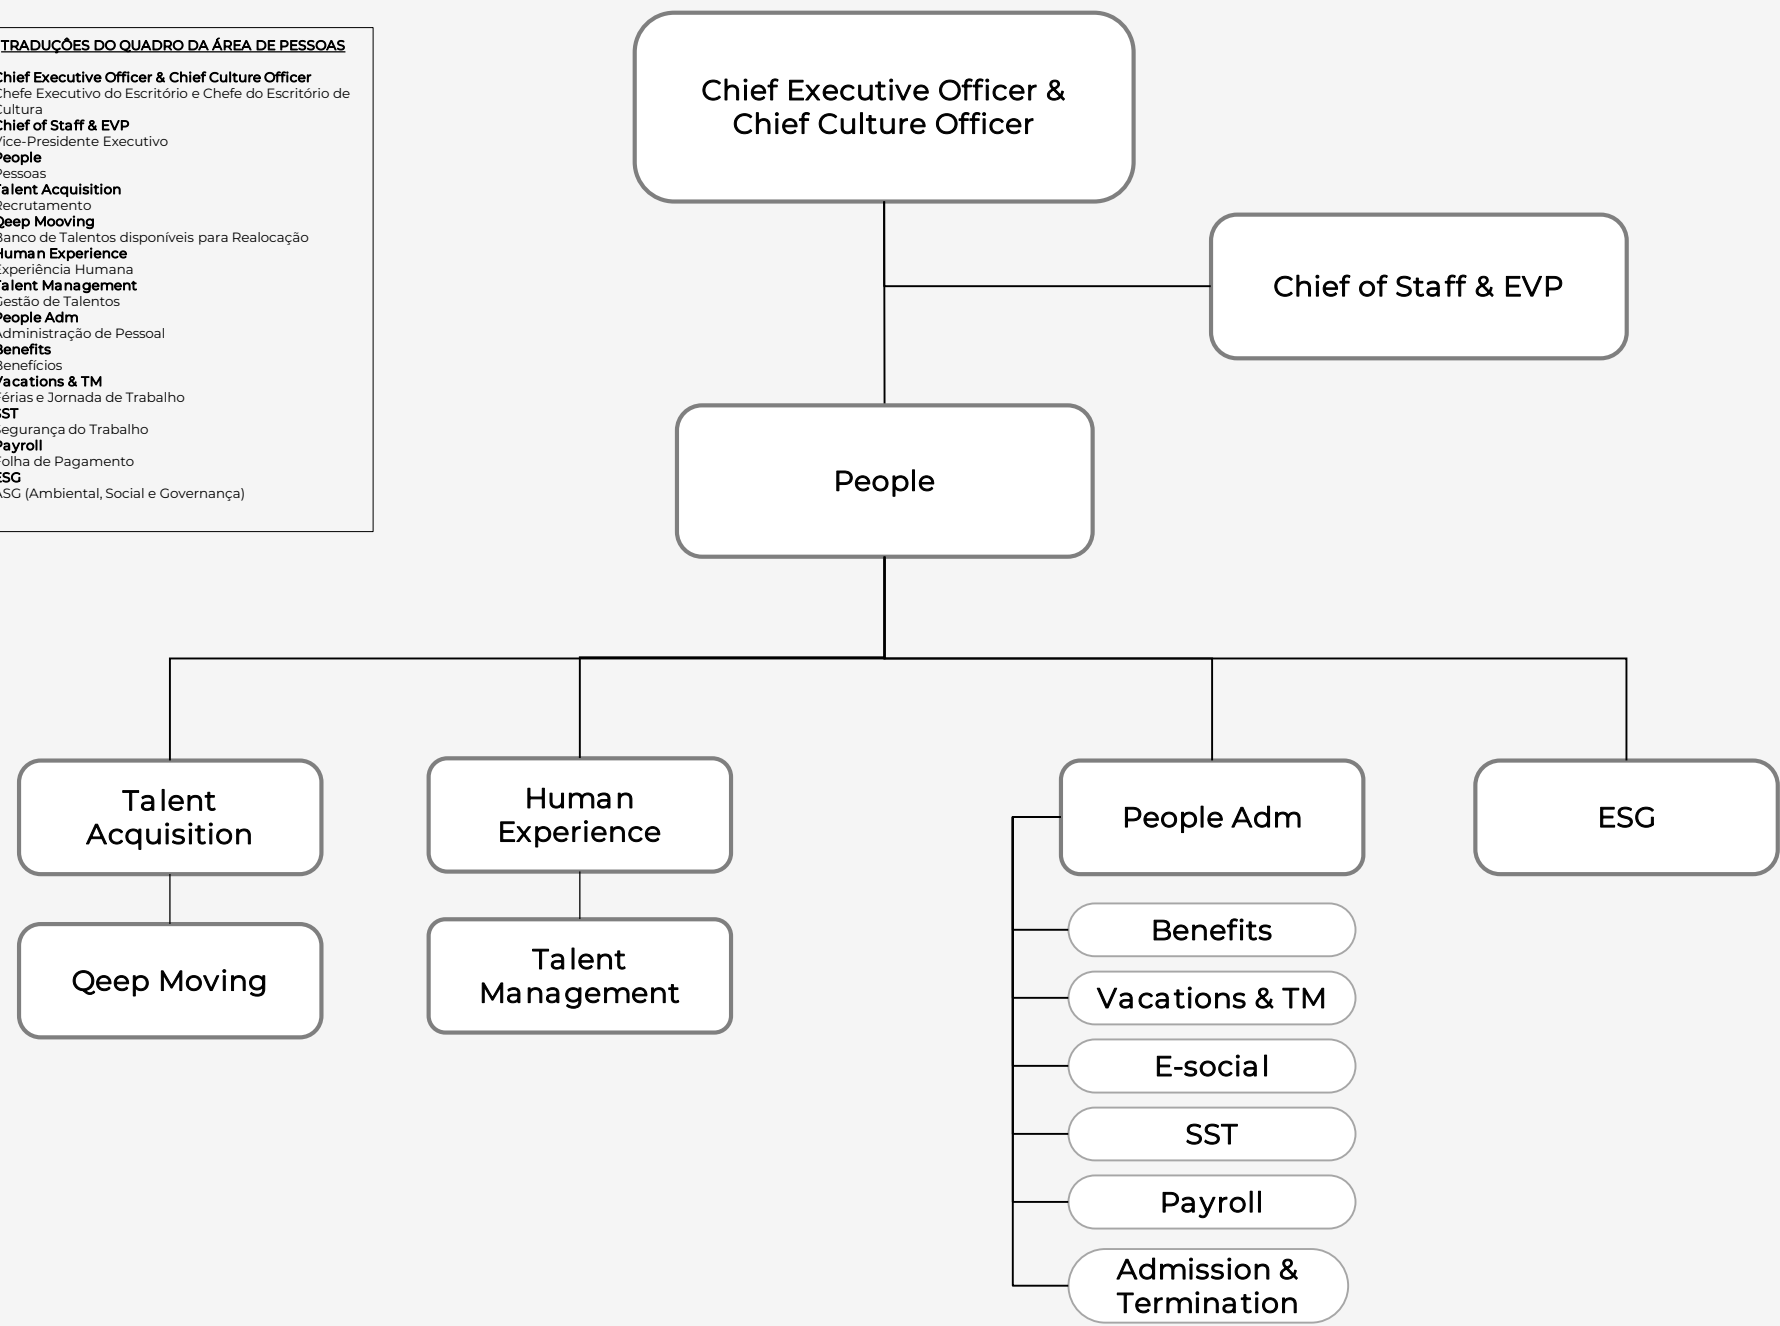 TRADUÇÔES DO QUADRO DA ÁREA DE PESSOAS
Chief Executive Officer & Chief Culture Officer
Chefe Executivo do Escritório e Chefe do Escritório de
Cultura
Chief of Staff & EVP
Vice-Presidente Executivo
People
Pessoas
Talent Acquisition
Recrutamento
Qeep Mooving
Banco de Talentos disponíveis para Realocação
Human Experience
Experiência Humana
Talent Management
Gestão de Talentos
People Adm
Administração de Pessoal
Benefits
Benefícios
Vacations & TM
Férias e Jornada de Trabalho
SST
Segurança do Trabalho
Payroll
Folha de Pagamento
ESG
ASG (Ambiental, Social e Governança)
Chief Executive Officer &
Chief Culture Officer
Chief of Staff & EVP
People
Talent
Acquisition
Qeep Moving
Human
Experience
Talent
Management
People Adm
Benefits
Vacations & TM
E-social
SST
Payroll
Admission &
Termination
ESG